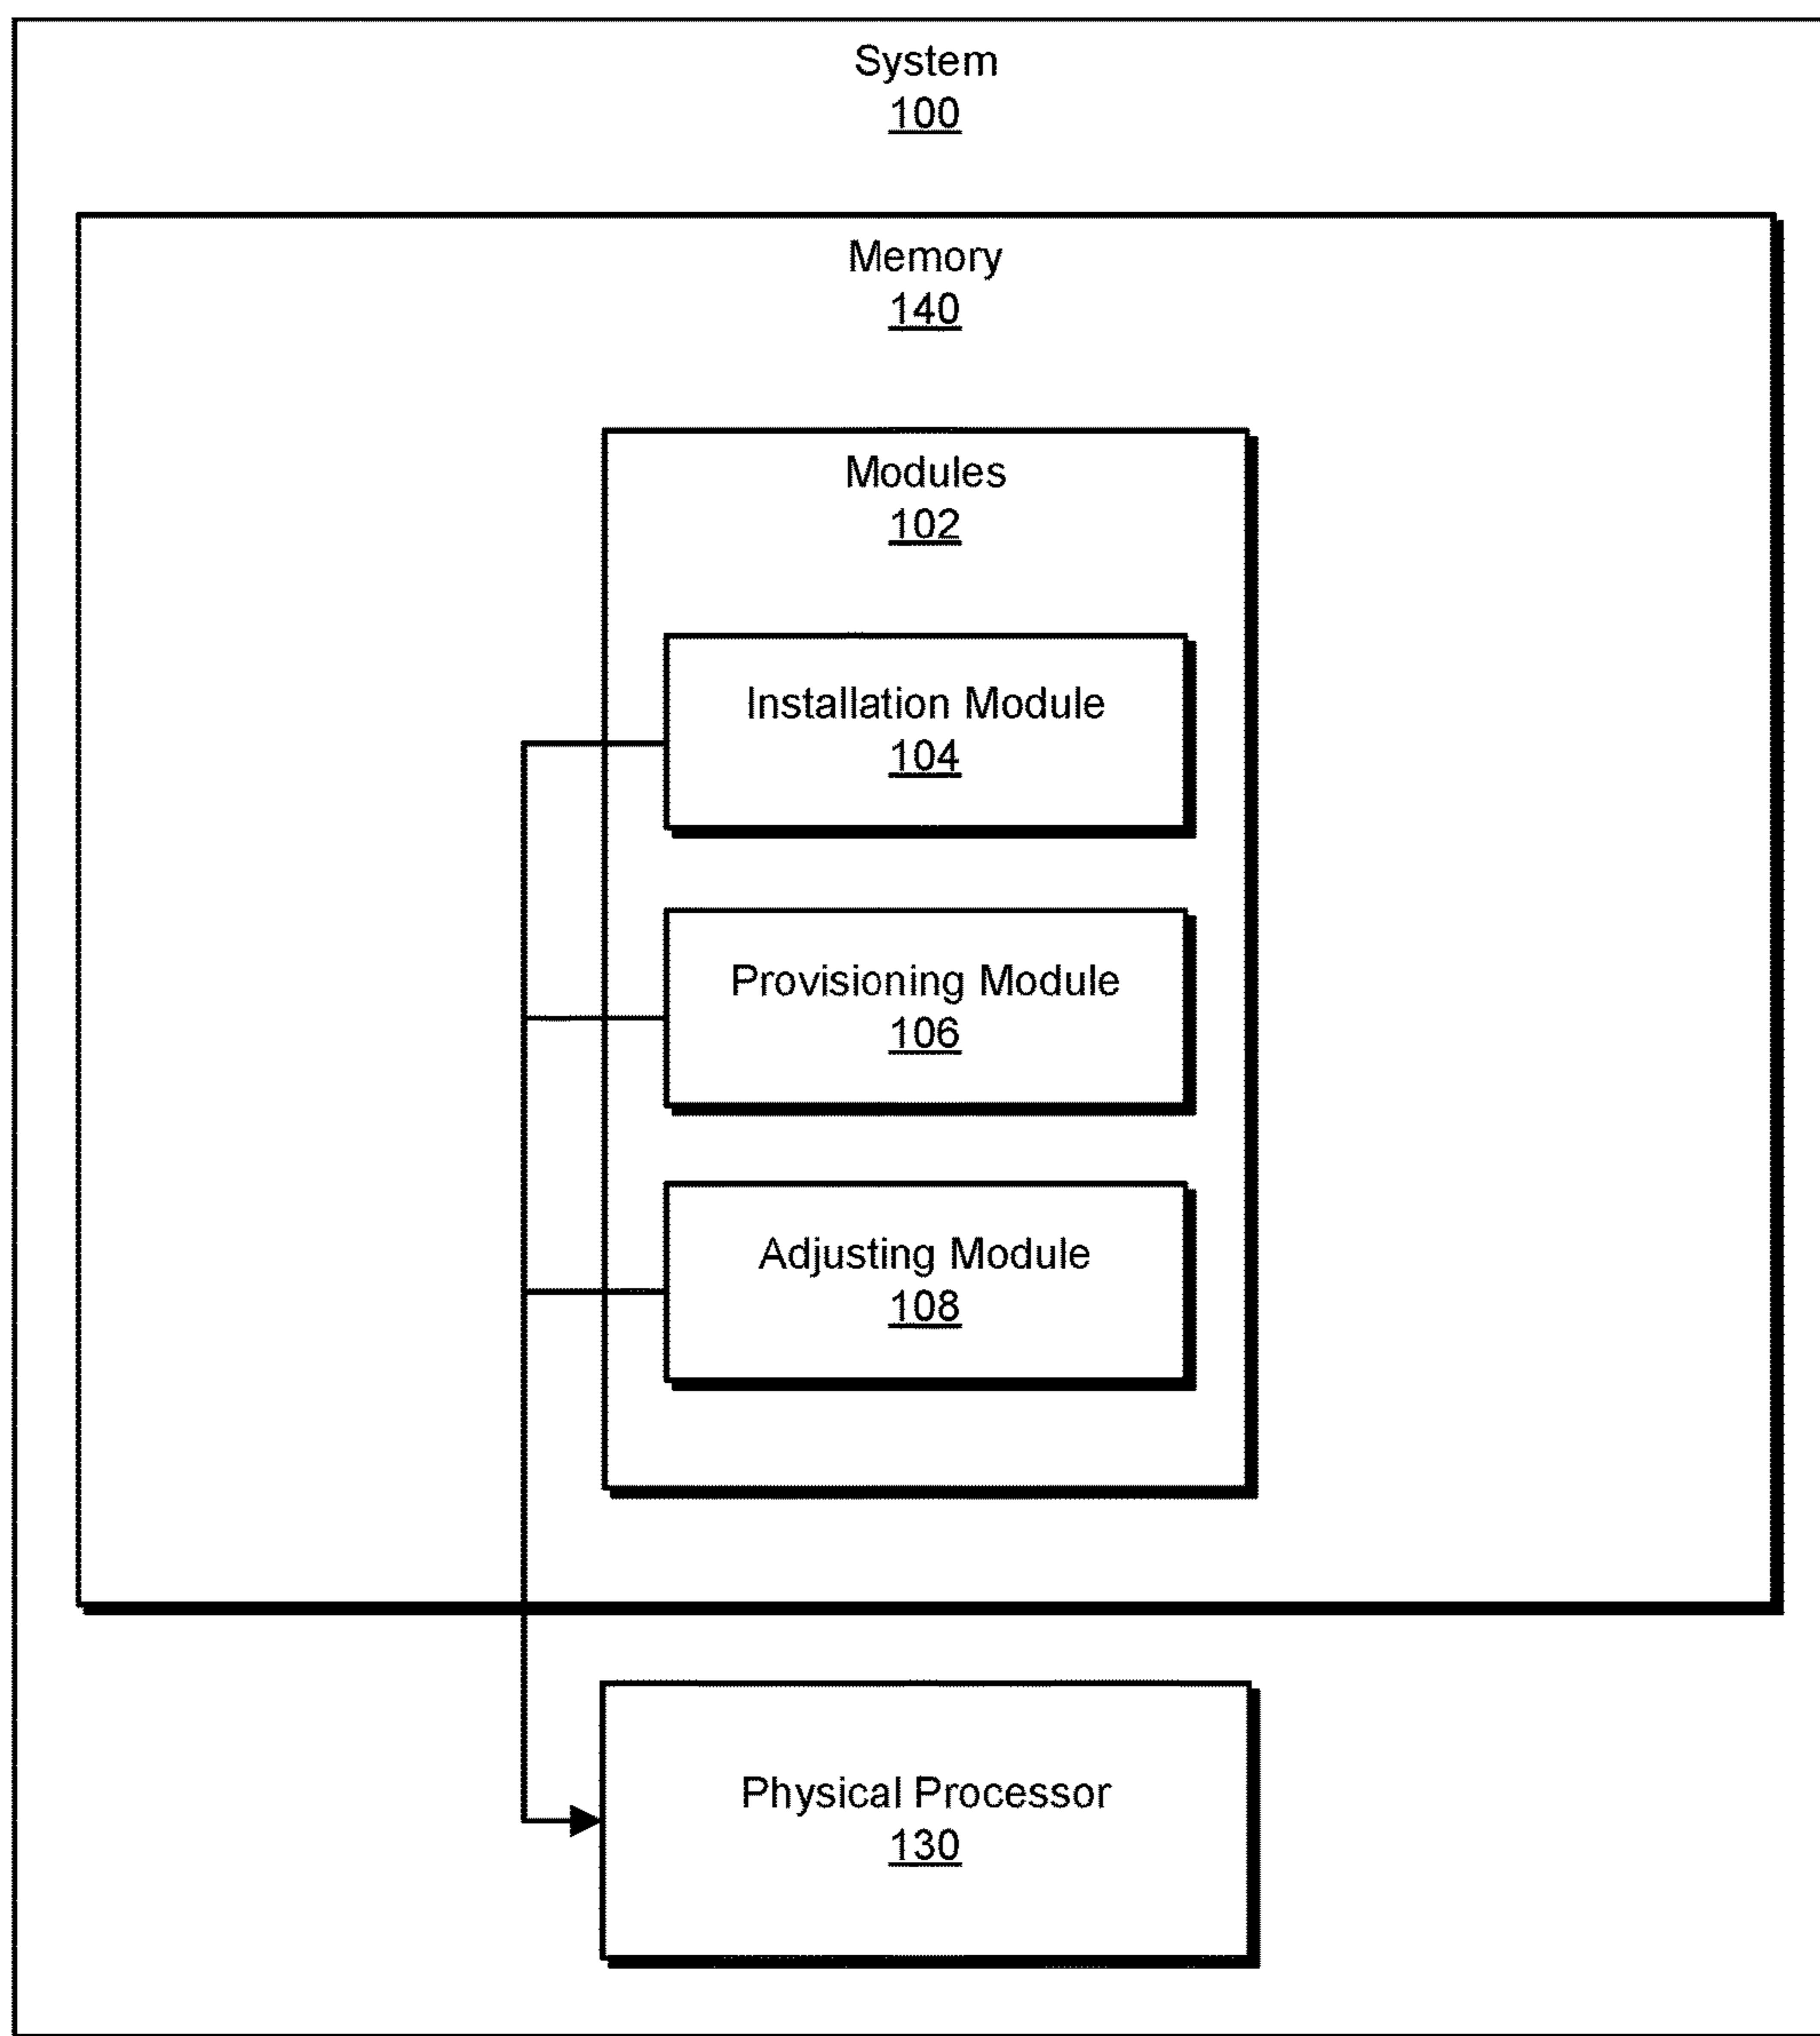 System
100
Memory
140
Modules
102
Installation Module
104
Provisioning Module
106
Adjusting Module
108
Physical Processor
130